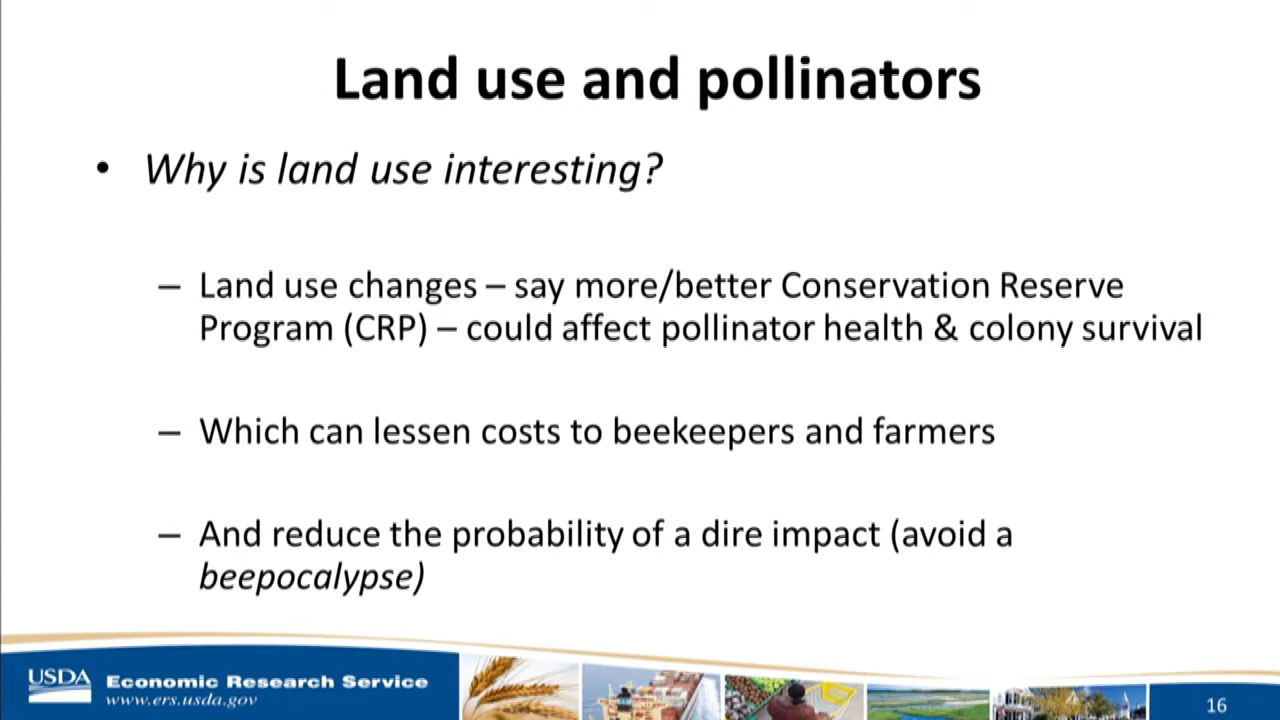 Land use and pollinators
• Why is land use interesting?
– Land use changes – say more/better Conservation Reserve
Program (CRP) – could affect pollinator health & colony survival
– Which can lessen costs to beekeepers and farmers
– And reduce the probability of a dire impact (avoid a
beepocalypse)
USDA Economic Research Service
www.ers.usda.gov
16